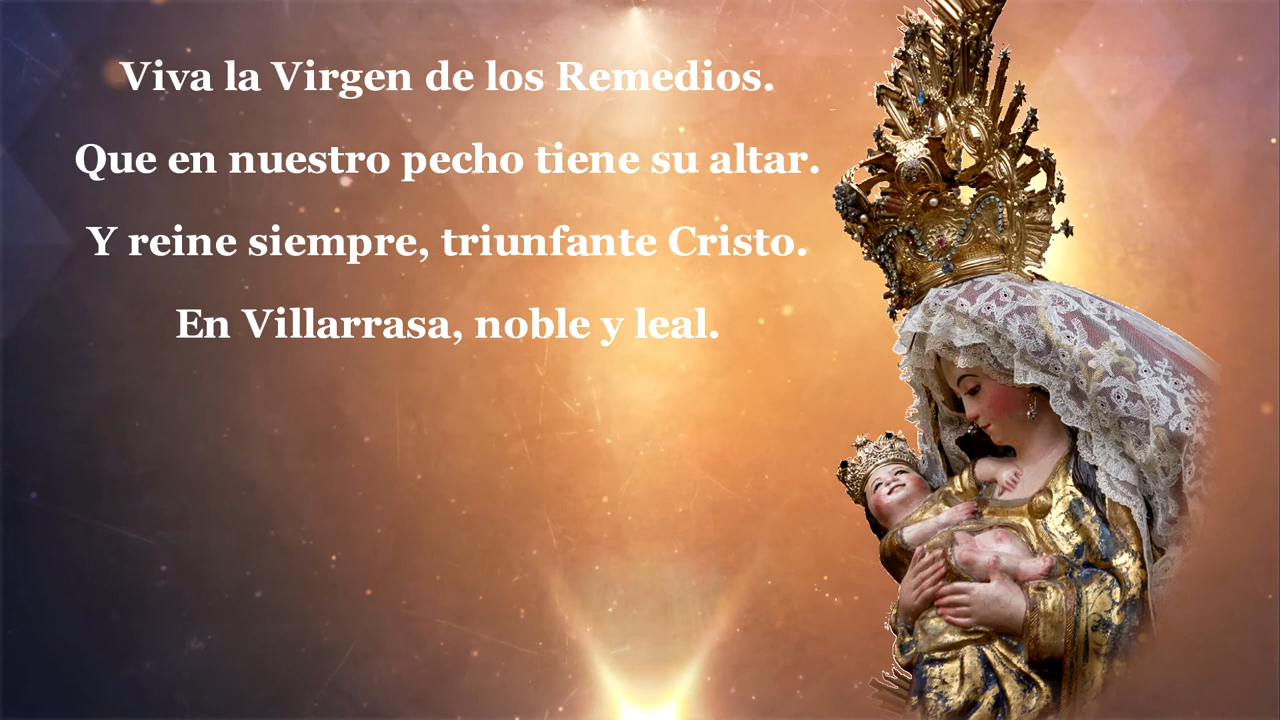 Viva la Virgen de los Remedios.
Que en nuestro pecho tiene su altar.
Y reine siempre, triunfante Cristo.
En Villarrasa, noble y leal.